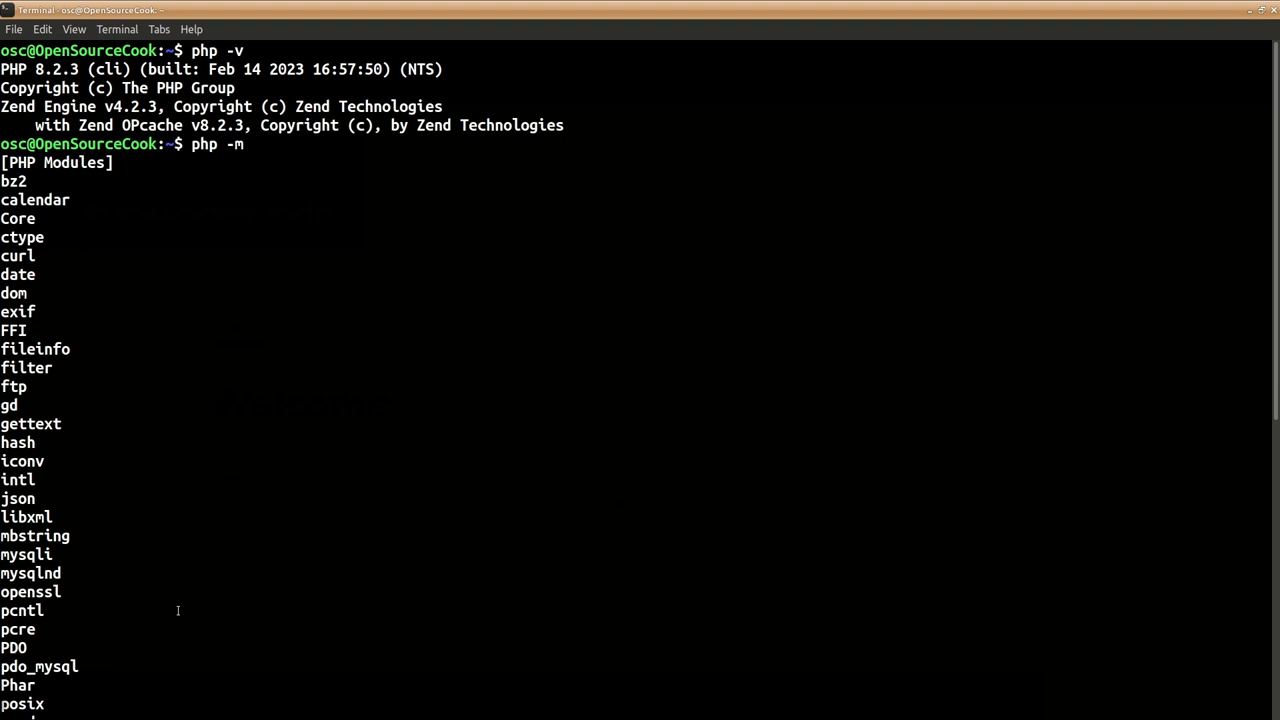 Terminal - osc@OpenSourceCook: ~
File Edit View Terminal Tabs Help
osc@OpenSourceCook:~$ php -v
PHP 8.2.3 (cli) (built: Feb 14 2023 16:57:50) (NTS)
Copyright (c) The PHP Group
Zend Engine v4.2.3, Copyright (c) Zend Technologies
    with Zend OPcache v8.2.3, Copyright (c), by Zend Technologies
osc@OpenSourceCook:~$ php -m
[PHP Modules]
bz2
calendar
Core
ctype
curl
date
dom
exif
FFI
fileinfo
filter
ftp
gd
gettext
hash
iconv
intl
json
libxml
mbstring
mysqli
mysqlnd
openssl
pcntl
pcre
PDO
pdo_mysql
Phar
posix